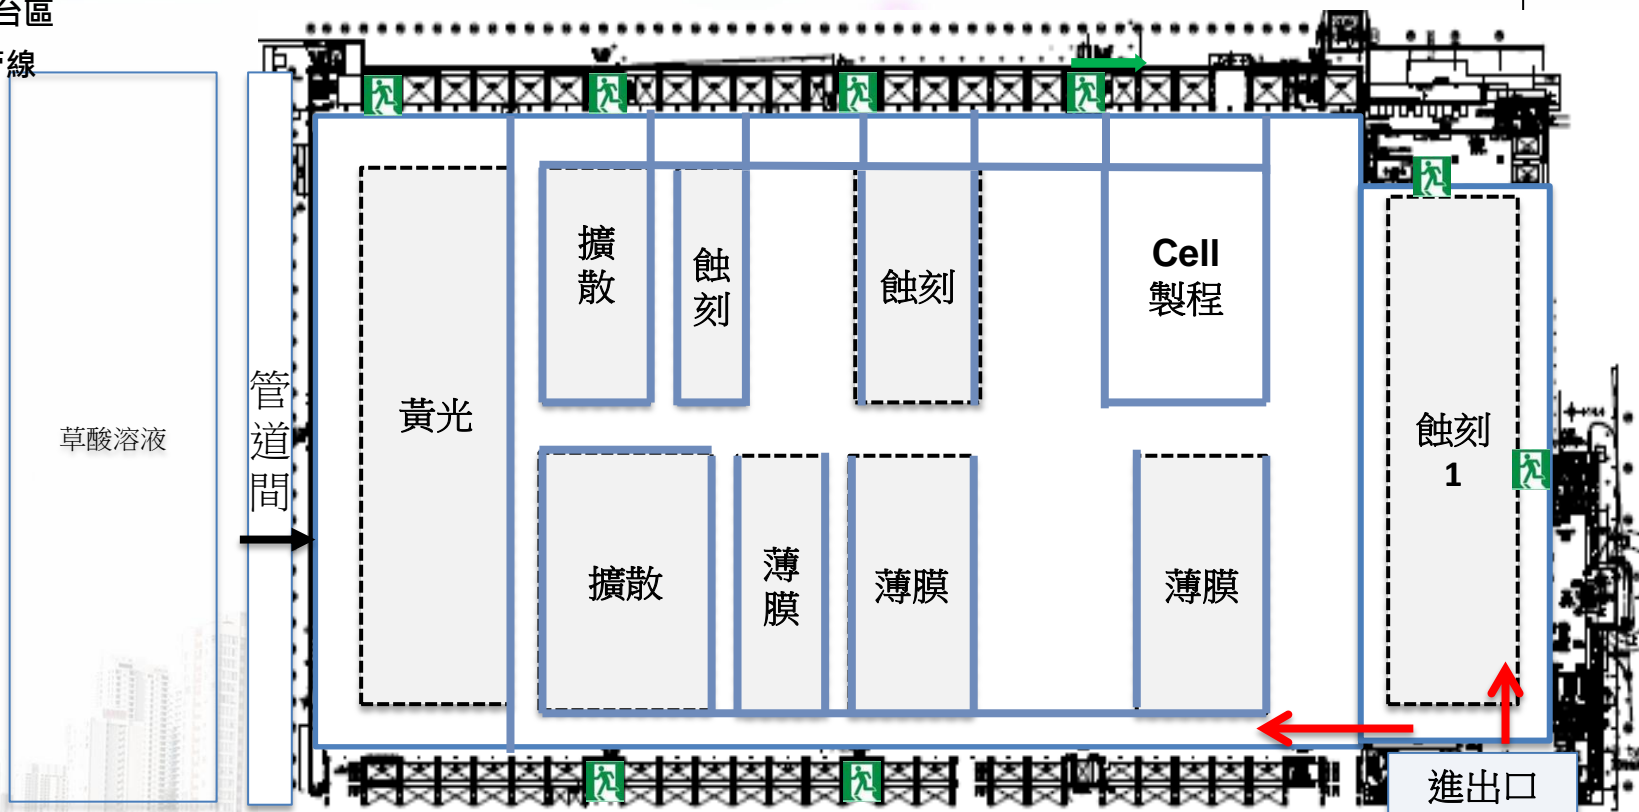 台區
線
擴
散
蝕
刻
蝕刻
Cell
製程
管
道
間
草酸溶液
黃光
蝕刻
1
擴散
薄
膜
薄膜
薄膜
進出口